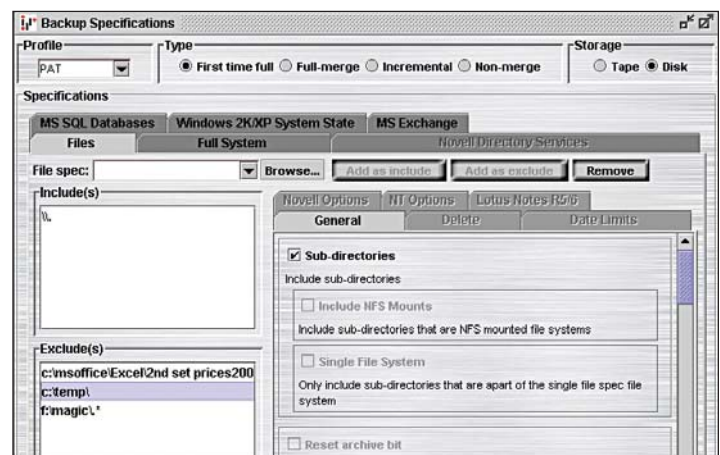 Backup Specifications
Profile
Type
Storage
PAT
First time full Full-merge Incremental Non-merge
Tape Disk
Specifications
MS SQL Databases Windows 2K/XP System State MS Exchange
Files Full System Novell Directory Services
File spec: Browse... Add as include Add as exclude Remove
Include(s)
\\.
Novell Options NT Options Lotus Notes R5/6
General Delete Date Limits
Sub-directories
Include sub-directories
Include NFS Mounts
Include sub-directories that are NFS mounted file systems
Single File System
Only include sub-directories that are apart of the single file spec file
system
Reset archive bit
Exclude(s)
c:\msoffice\Excel\2nd set prices200
c:\temp\
f:\magic\.*